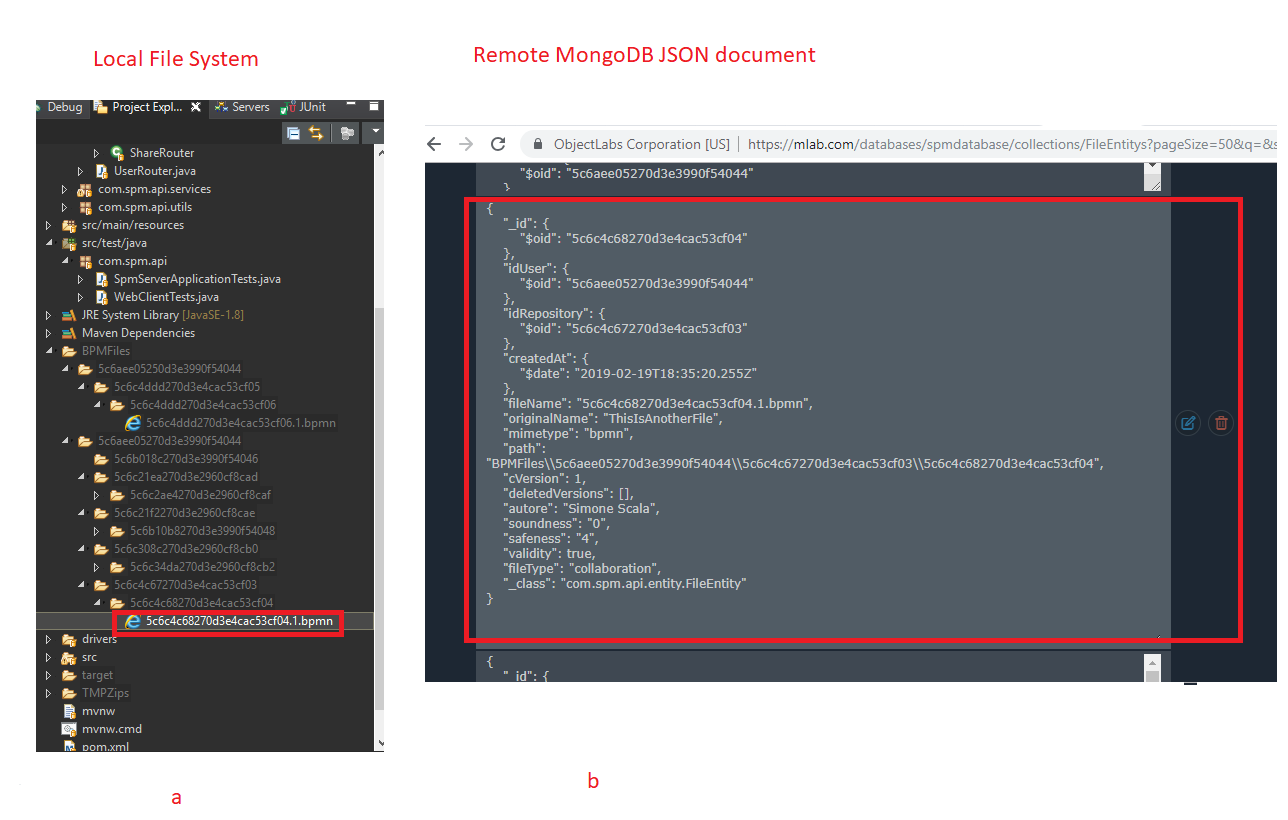 Local File System
Remote MongoDB JSON document
Debug Project Expl... Servers JUnit
ShareRouter
UserRouter.java
com.spm.api.services
com.spm.api.utils
src/main/resources
src/test/java
com.spm.api
SpmServerApplicationTests.java
WebClientTests.java
JRE System Library [JavaSE-1.8]
Maven Dependencies
BPMFiles
5c6aee05250d3e3990f54044
5c6c4ddd270d3e4cac53cf05
5c6c4ddd270d3e4cac53cf06
5c6c4ddd270d3e4cac53cf06.1.bpmn
5c6aee05270d3e3990f54044
5c6b018c270d3e3990f54046
5c6c21ea270d3e2960cf8cad
5c6c2ae4270d3e2960cf8caf
5c6c21f2270d3e2960cf8cae
5c6b10b8270d3e3990f54048
5c6c308c270d3e2960cf8cb0
5c6c34da270d3e2960cf8cb2
5c6c4c67270d3e4cac53cf03
5c6c4c68270d3e4cac53cf04
5c6c4c68270d3e4cac53cf04.1.bpmn
drivers
src
target
TMPZips
mvnw
mvnw.cmd
pom.xml
a
ObjectLabs Corporation [US] | https://mlab.com/databases/spmdatabase/collections/FileEntitys?pageSize=50&q=&s
"$oid": "5c6aee05270d3e3990f54044"
}
{
"_id": {
"$oid": "5c6c4c68270d3e4cac53cf04"
},
"idUser": {
"$oid": "5c6aee05270d3e3990f54044"
},
"idRepository": {
"$oid": "5c6c4c67270d3e4cac53cf03"
},
"createdAt": {
"$date": "2019-02-19T18:35:20.255Z"
},
"fileName": "5c6c4c68270d3e4cac53cf04.1.bpmn",
"originalName": "ThisIsAnotherFile",
"mimetype": "bpmn",
"path":
"BPMFiles\\5c6aee05270d3e3990f54044\\5c6c4c67270d3e4cac53cf03\\5c6c4c68270d3e4cac53cf04",
"cVersion": 1,
"deletedVersions": [],
"autore": "Simone Scala",
"soundness": "0",
"safeness": "4",
"validity": true,
"fileType": "collaboration",
"_class": "com.spm.api.entity.FileEntity"
}
{
"_id": {
b